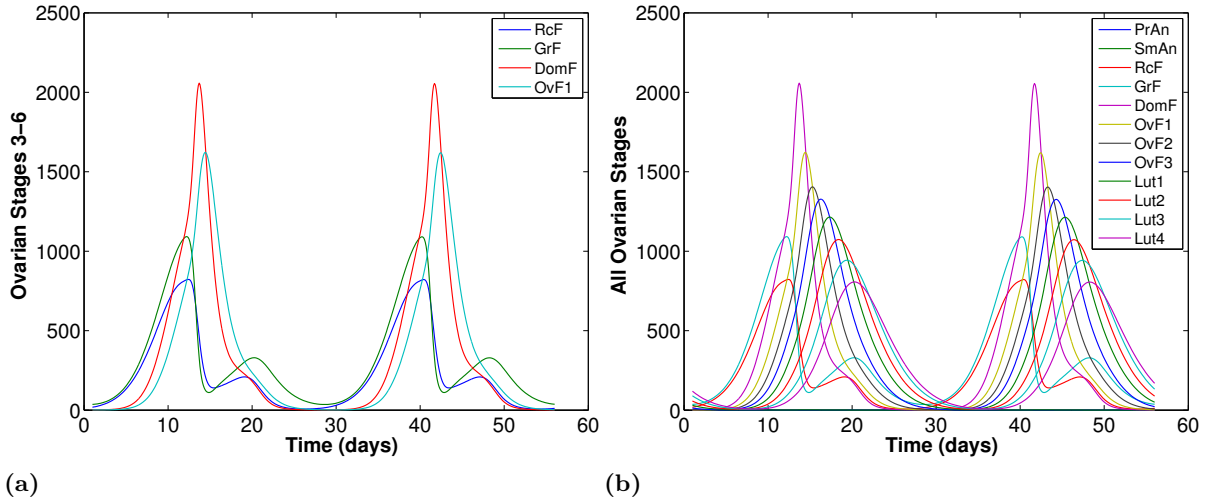 2500
2000
1500
1000
500
0
0 10 20 30 40 50 60
Ovarian Stages 3−6
Time (days)
RcF
GrF
DomF
OvF1
(a)
2500
2000
1500
1000
500
0
0 10 20 30 40 50 60
All Ovarian Stages
Time (days)
PrAn
SmAn
RcF
GrF
DomF
OvF1
OvF2
OvF3
Lut1
Lut2
Lut3
Lut4
(b)